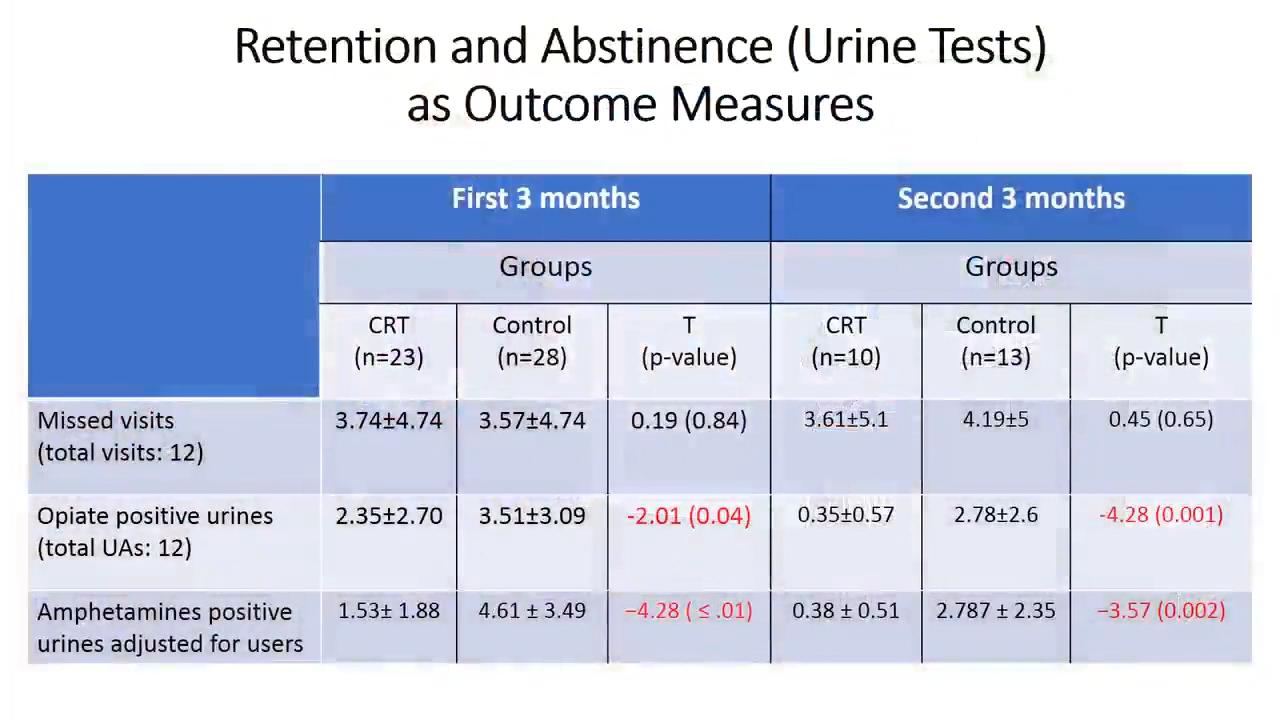 Retention and Abstinence (Urine Tests)
as Outcome Measures
First 3 months Second 3 months
Groups Groups
CRT Control T CRT Control T
(n=23) (n=28) (p-value) (n=10) (n=13) (p-value)
Missed visits 3.74±4.74 3.57±4.74 0.19 (0.84) 3.61±5.1 4.19±5 0.45 (0.65)
(total visits: 12)
Opiate positive urines 2.35±2.70 3.51±3.09 -2.01 (0.04) 0.35±0.57 2.78±2.6 -4.28 (0.001)
(total UAs: 12)
Amphetamines positive 1.53± 1.88 4.61 ± 3.49 −4.28 ( ≤ .01) 0.38 ± 0.51 2.787 ± 2.35 −3.57 (0.002)
urines adjusted for users